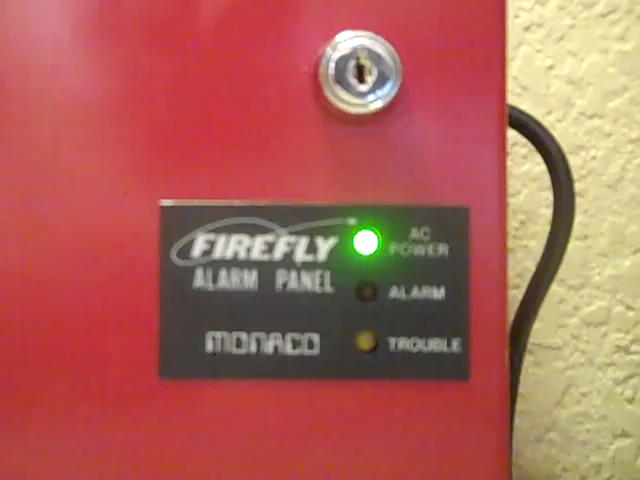 FIREFLY
ALARM PANEL
MONACO
AC
POWER
ALARM
TROUBLE